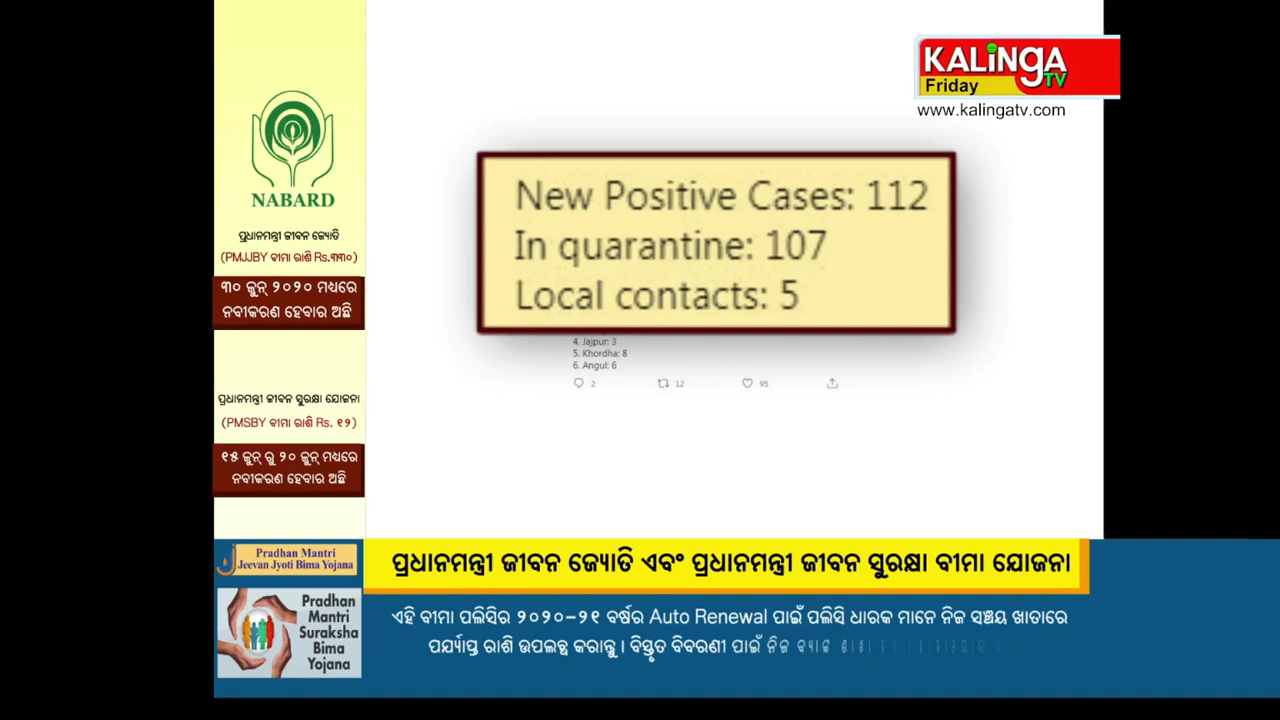 KALiNGA TV
Friday
www.kalingatv.com
NABARD
ପ୍ରଧାନମନ୍ତ୍ରୀ ଜୀବନ ଜ୍ୟୋତି
(PMJJBY ବୀମା ରାଶି Rs.୩୩୦)
୩୦ ଜୁନ୍ ୨୦୨୦ ମଧ୍ୟରେ
ନବୀକରଣ ହେବାର ଅଛି
ପ୍ରଧାନମନ୍ତ୍ରୀ ଜୀବନ ସୁରକ୍ଷା ଯୋଜନା
(PMSBY ବୀମା ରାଶି Rs. ୧୨)
୧୫ ଜୁନ୍ ରୁ ୨୦ ଜୁନ୍ ମଧ୍ୟରେ
ନବୀକରଣ ହେବାର ଅଛି
New Positive Cases: 112
In quarantine: 107
Local contacts: 5
4. Jajpur: 3
5. Khordha: 8
6. Angul: 6
2 12 95
Pradhan Mantri
Jeevan Jyoti Bima Yojana
Pradhan
Mantri
Suraksha
Bima
Yojana
ପ୍ରଧାନମନ୍ତ୍ରୀ ଜୀବନ ଜ୍ୟୋତି ଏବଂ ପ୍ରଧାନମନ୍ତ୍ରୀ ଜୀବନ ସୁରକ୍ଷା ବୀମା ଯୋଜନା
ଏହି ବୀମା ପଲିସିର ୨୦୨୦-୨୧ ବର୍ଷର Auto Renewal ପାଇଁ ପଲିସି ଧାରକ ମାନେ ନିଜ ସଞ୍ଚୟ ଖାତାରେ
ପର୍ଯ୍ୟାପ୍ତ ରାଶି ଉପଲବ୍ଧ କରାନ୍ତୁ । ବିସ୍ତୃତ ବିବରଣୀ ପାଇଁ ନିଜ ବ୍ୟାଙ୍କ